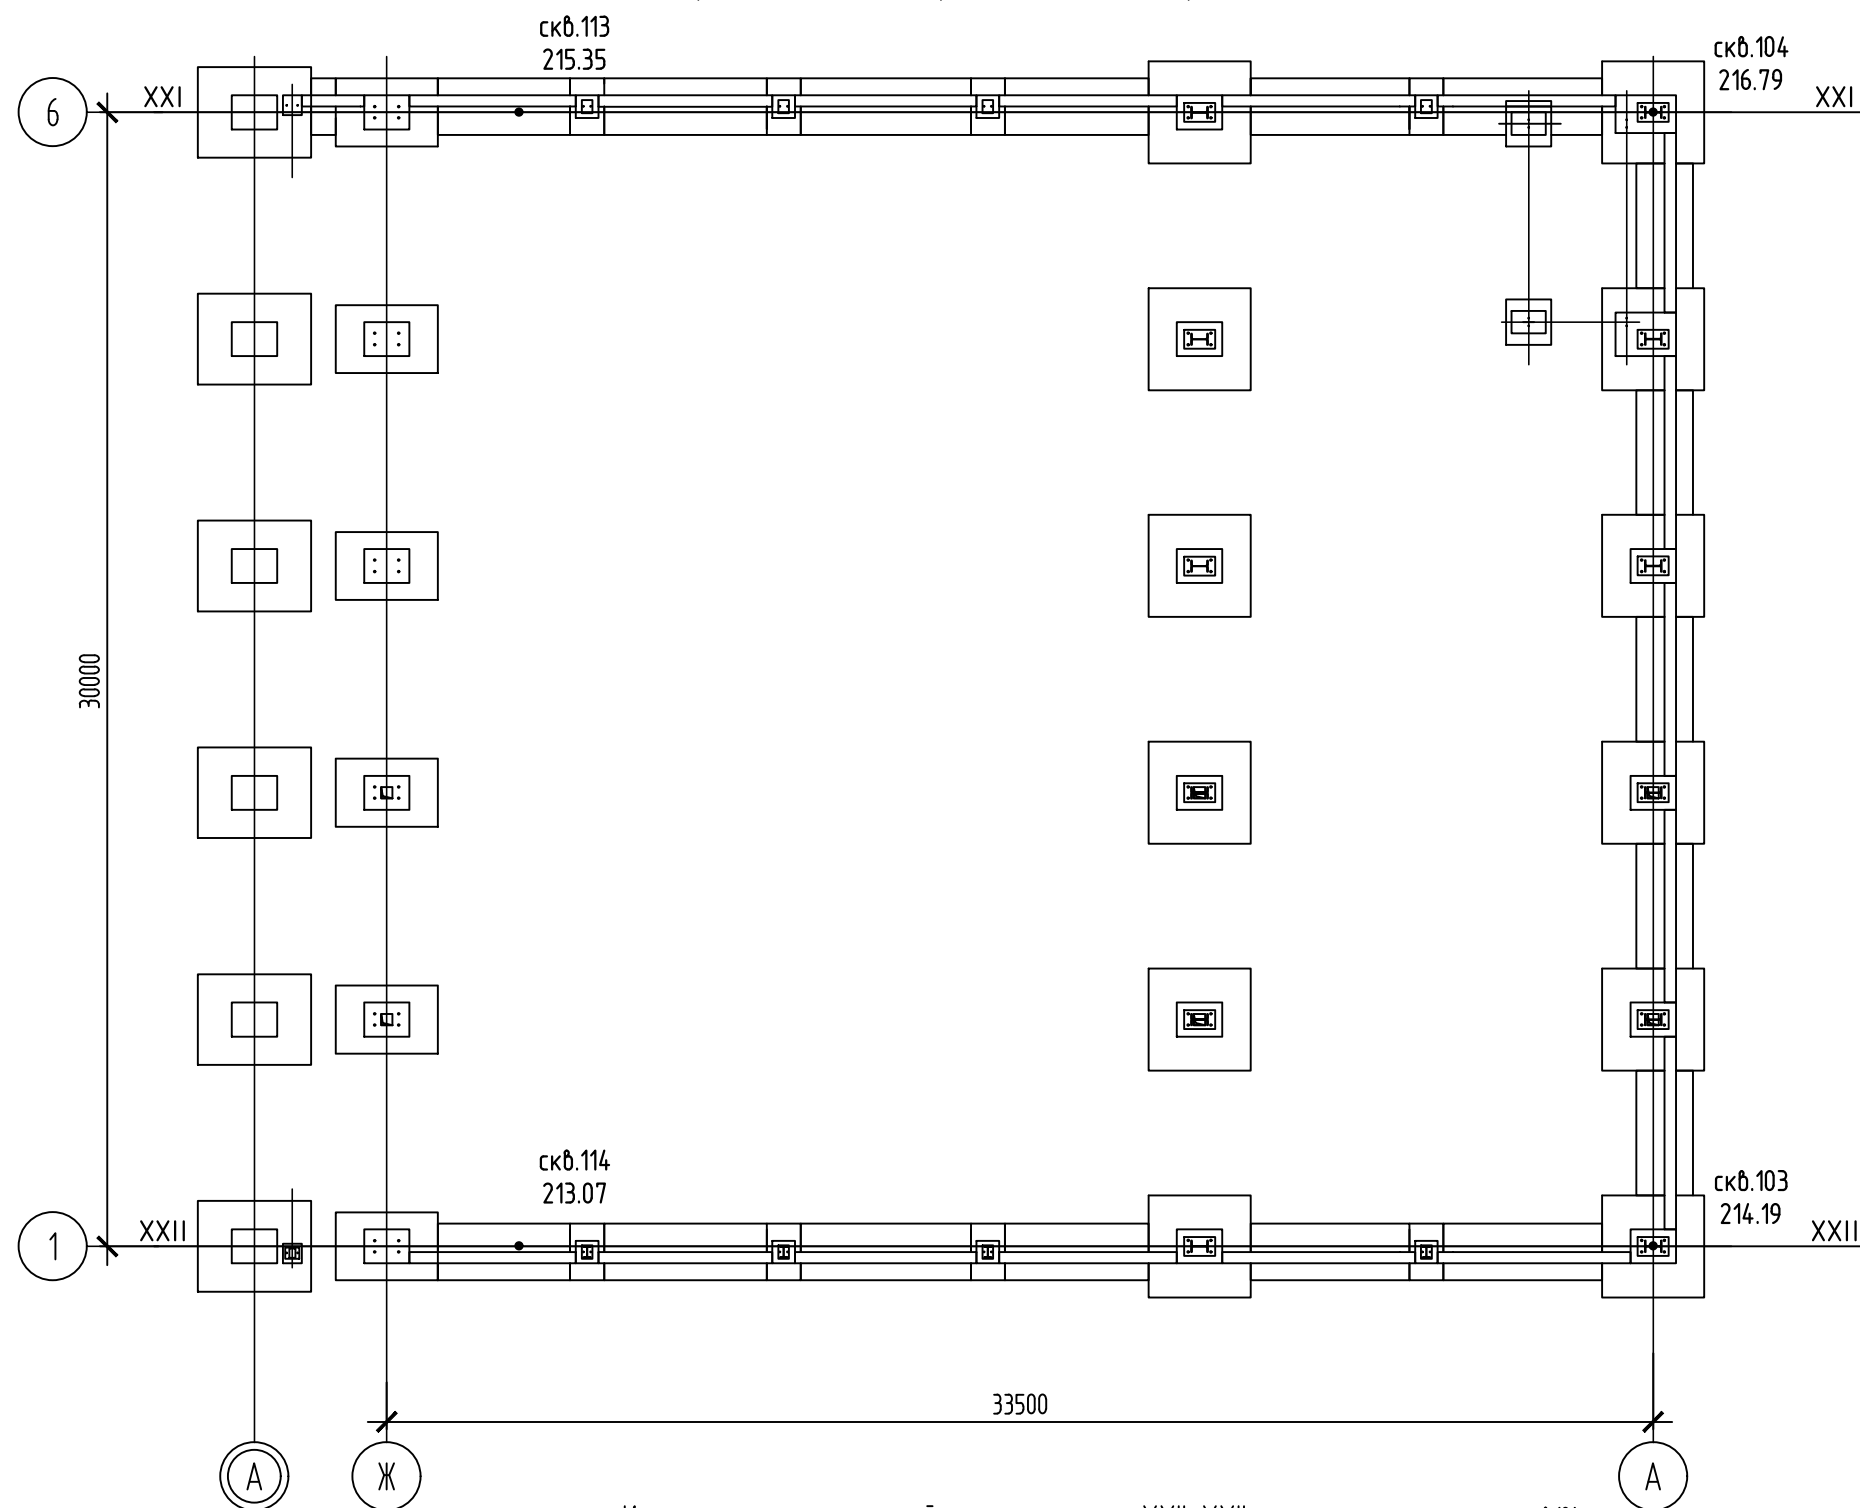 скв.113
215.35
скв.104
216.79
6
XXI
XXI
30000
скв.114
213.07
скв.103
214.19
1
XXII
XXII
33500
А
Ж
А